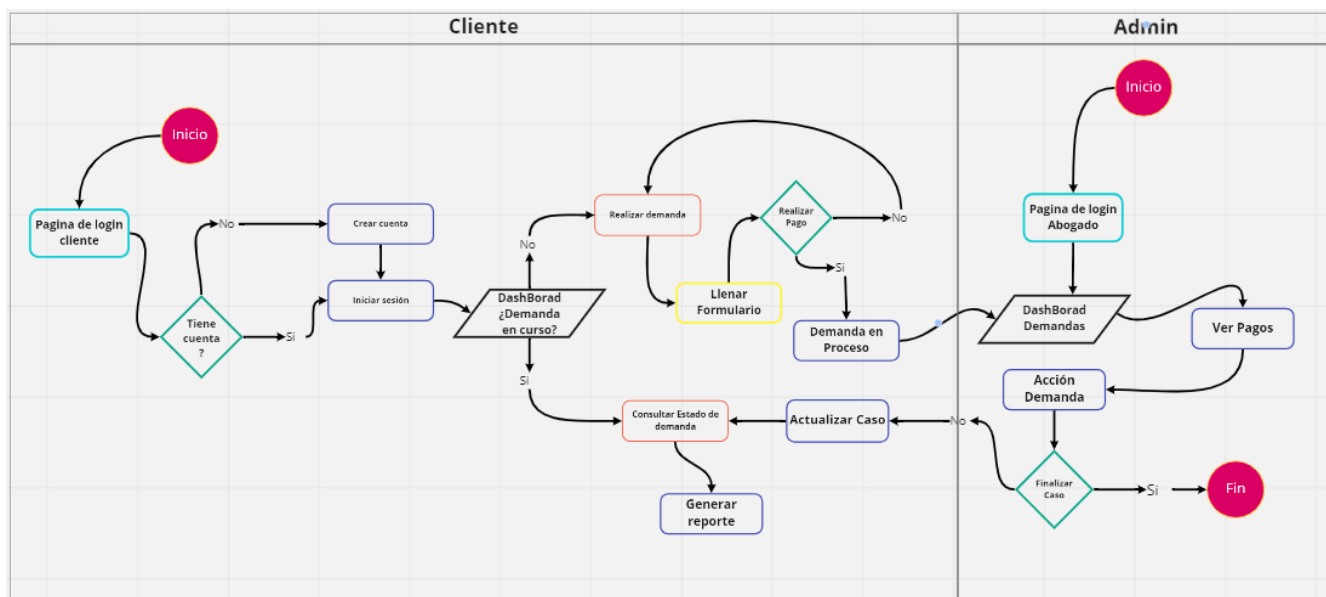 Cliente
Admin
Inicio
Inicio
Pagina de login
cliente
No
Crear cuenta
Tiene
cuenta
?
Si
Iniciar sesión
DashBorad
¿Demanda
en curso?
No
Realizar demanda
Llenar
Formulario
Realizar
Pago
No
Si
Demanda en
Proceso
Si
Consultar Estado de
demanda
Generar
reporte
Actualizar Caso
No
Pagina de login
Abogado
DashBorad
Demandas
Ver Pagos
Acción
Demanda
Finalizar
Caso
Si
Fin